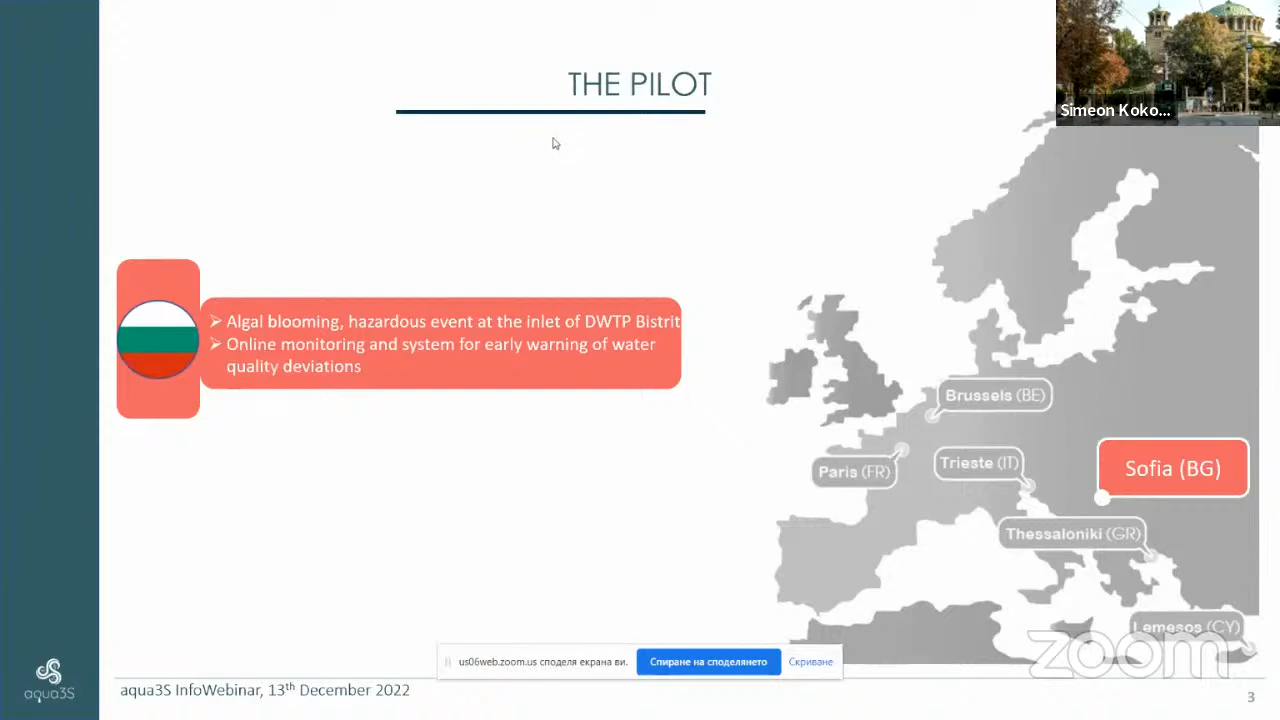 THE PILOT
Simeon Koko...
➢ Algal blooming, hazardous event at the inlet of DWTP Bistrit
➢ Online monitoring and system for early warning of water
quality deviations
Brussels (BE)
Paris (FR)
Trieste (IT)
Sofia (BG)
Thessaloniki (GR)
Lemesos (CY)
zoom
us06web.zoom.us споделя екрана ви.
Спиране на споделянето
Скриване
aqua3S
aqua3S InfoWebinar, 13th December 2022
3